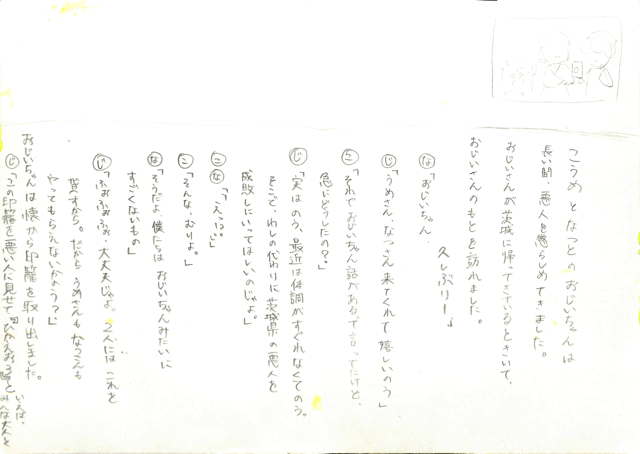 こうめとなつとのおじいちゃんは
長い間、悪人を懲らしめてきました。
おじいさんが茨城に帰ってきているときいて、
おじいさんのもとを訪れました。
な「おじいちゃん、
久しぶりー」
じ「うめさん、なつさん来てくれて嬉しいのう」
こ「それでおじいちゃん話があるって言ってたけど、
急にどうしたの?」
じ「実はのう、最近は体調がすぐれなくてのう。
そこで、わしの代わりに茨城県の悪人を
成敗しにいってほしいのじゃよ。」
こな「えっ!?」
こ「そんな、むりよ。」
な「そうだよ、僕たちはおじいちゃんみたいに
すごくないもの」
じ「ふぉふぉふぉ、大丈夫じゃよ。2人にはこれを
貸すから。だからうめさんもなつさんも
やってもらえないかのう?」
おじいちゃんは懐から印籠を取り出しました。
じ「この印籠を悪い人に見せて『ひかえおろう』と
いえば、みんな大人と